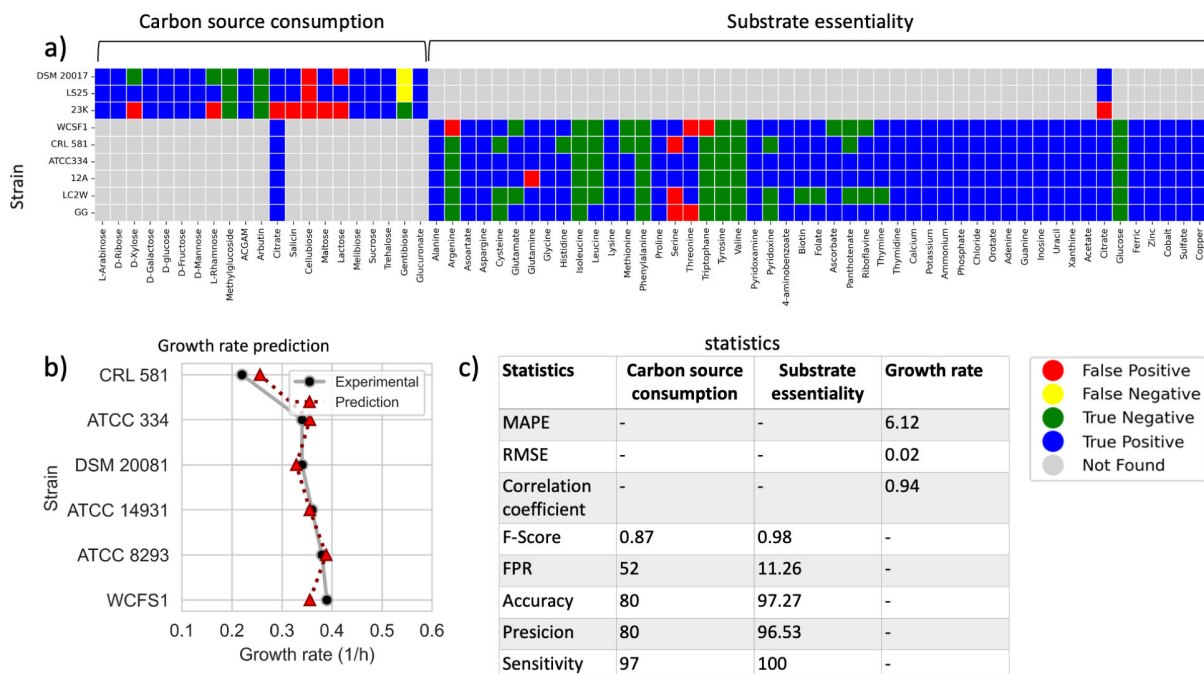 Carbon source consumption
Substrate essentiality
a)
Strain
DSM 20017
LS25
23K
WCSF1
CRL 581
ATCC334
12A
LC2W
GG
L-Arabinose
D-Ribose
D-Xylose
D-Galactose
D-glucose
D-Fructose
D-Mannose
L-Rhamnose
Methylglucoside
ACGAM
Arbutin
Citrate
Salicin
Cellubiose
Maltose
Lactose
Melibiose
Sucrose
Trehalose
Gentbiose
Glucuronate
Alanine
Argenine
Asoartate
Aspargine
Cysteine
Glutamate
Glutamine
Glycine
Histidine
Isoleucine
Leucine
Lysine
Methionine
Phenylalanine
Proline
Serine
Threonine
Triptophane
Tyrosine
Valine
Pyridoxamine
Pyridoxine
4-aminobenzoate
Biotin
Folate
Ascorbate
Pantothenate
Riboflavine
Thymine
Thymidine
Calcium
Potassium
Ammonium
Phosphate
Chloride
Orotate
Adenine
Guanine
Inosine
Uracil
Xanthine
Acetate
Citrate
Glucose
Ferric
Zinc
Cobalt
Sulfate
Copper
b)
Growth rate prediction
Experimental
Prediction
Strain
CRL 581
ATCC 334
DSM 20081
ATCC 14931
ATCC 8293
WCFS1
0.1 0.2 0.3 0.4 0.5 0.6
Growth rate (1/h)
c)
statistics
Statistics Carbon source consumption Substrate essentiality Growth rate
MAPE - - 6.12
RMSE - - 0.02
Correlation coefficient - - 0.94
F-Score 0.87 0.98 -
FPR 52 11.26 -
Accuracy 80 97.27 -
Presicion 80 96.53 -
Sensitivity 97 100 -
False Positive
False Negative
True Negative
True Positive
Not Found